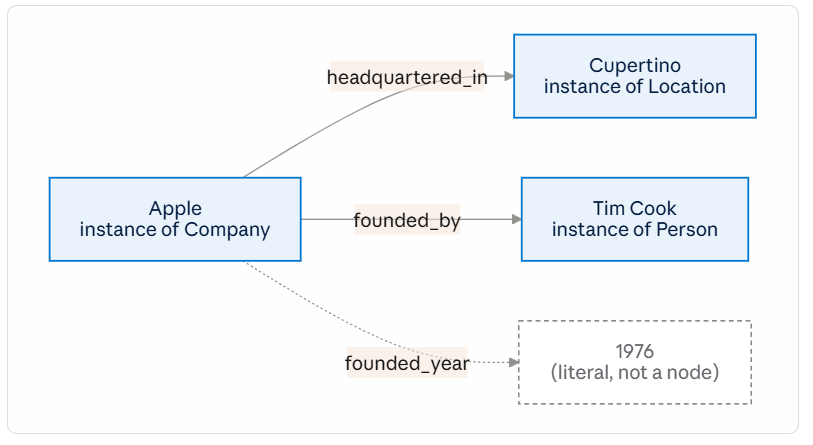 headquartered_in
Cupertino
instance of Location
Apple
instance of Company
founded_by
Tim Cook
instance of Person
founded_year
1976
(literal, not a node)